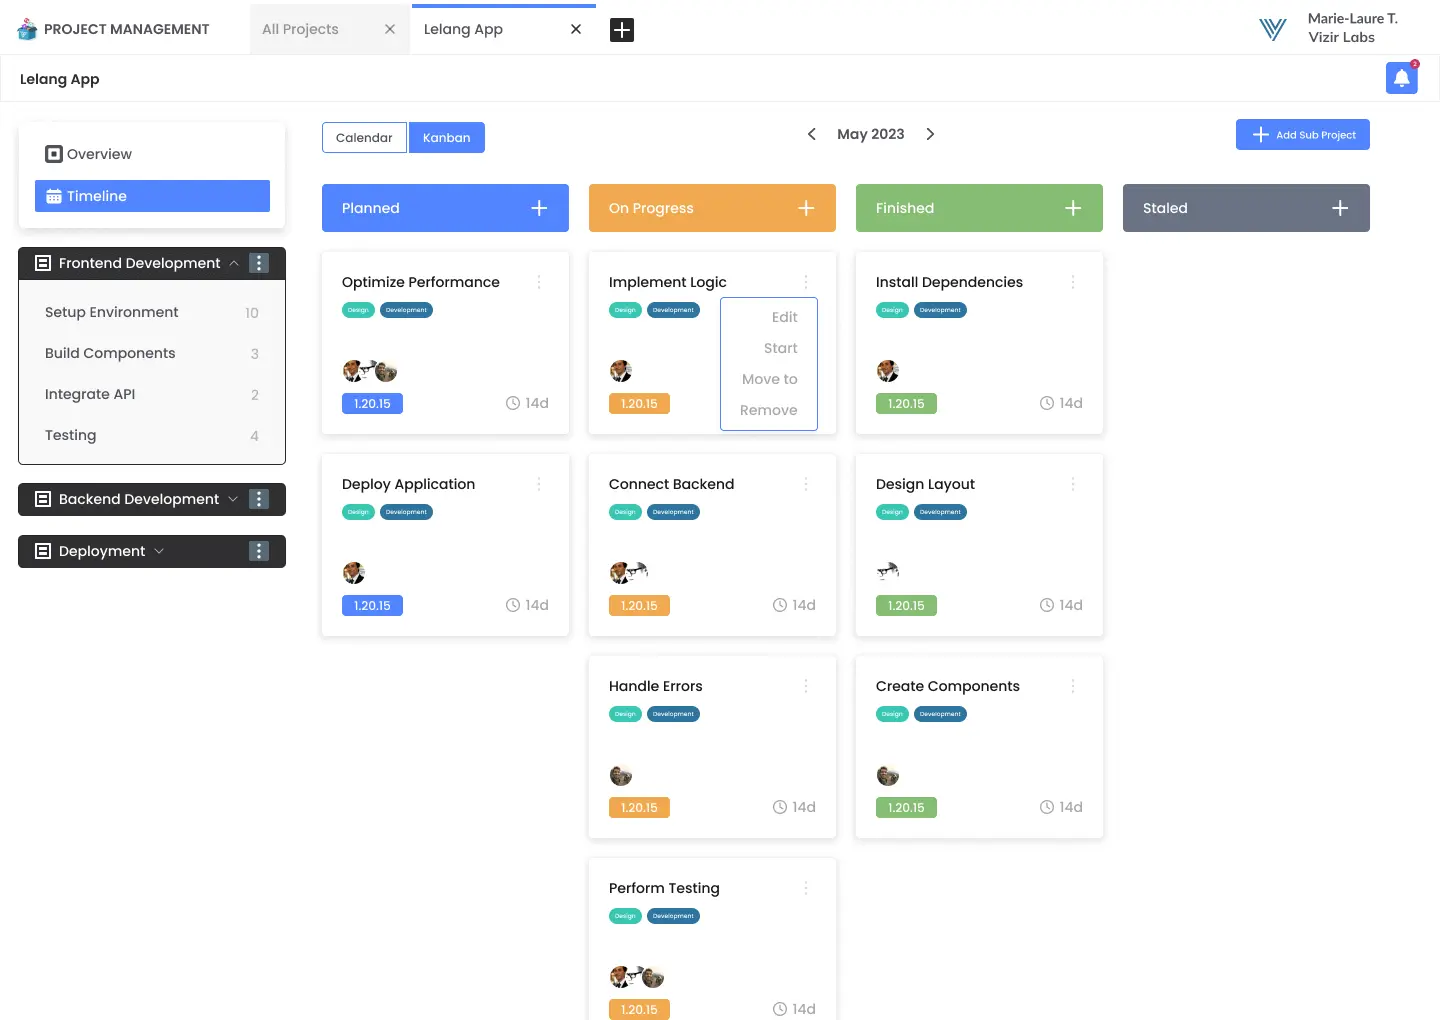 PROJECT MANAGEMENT
All Projects
Lelang App
Marie-Laure T.
Vizir Labs
Lelang App
2
Overview
Timeline
Frontend Development
Setup Environment 10
Build Components 3
Integrate API 2
Testing 4
Backend Development
Deployment
Calendar
Kanban
May 2023
Add Sub Project
Planned
Optimize Performance
Design Development
1.20.15 14d
Deploy Application
Design Development
1.20.15 14d
On Progress
Implement Logic
Design Development
Edit
Start
Move to
Remove
1.20.15
Connect Backend
Design Development
1.20.15 14d
Handle Errors
Design Development
1.20.15 14d
Perform Testing
Design Development
1.20.15 14d
Finished
Install Dependencies
Design Development
1.20.15 14d
Design Layout
Design Development
1.20.15 14d
Create Components
Design Development
1.20.15 14d
Staled